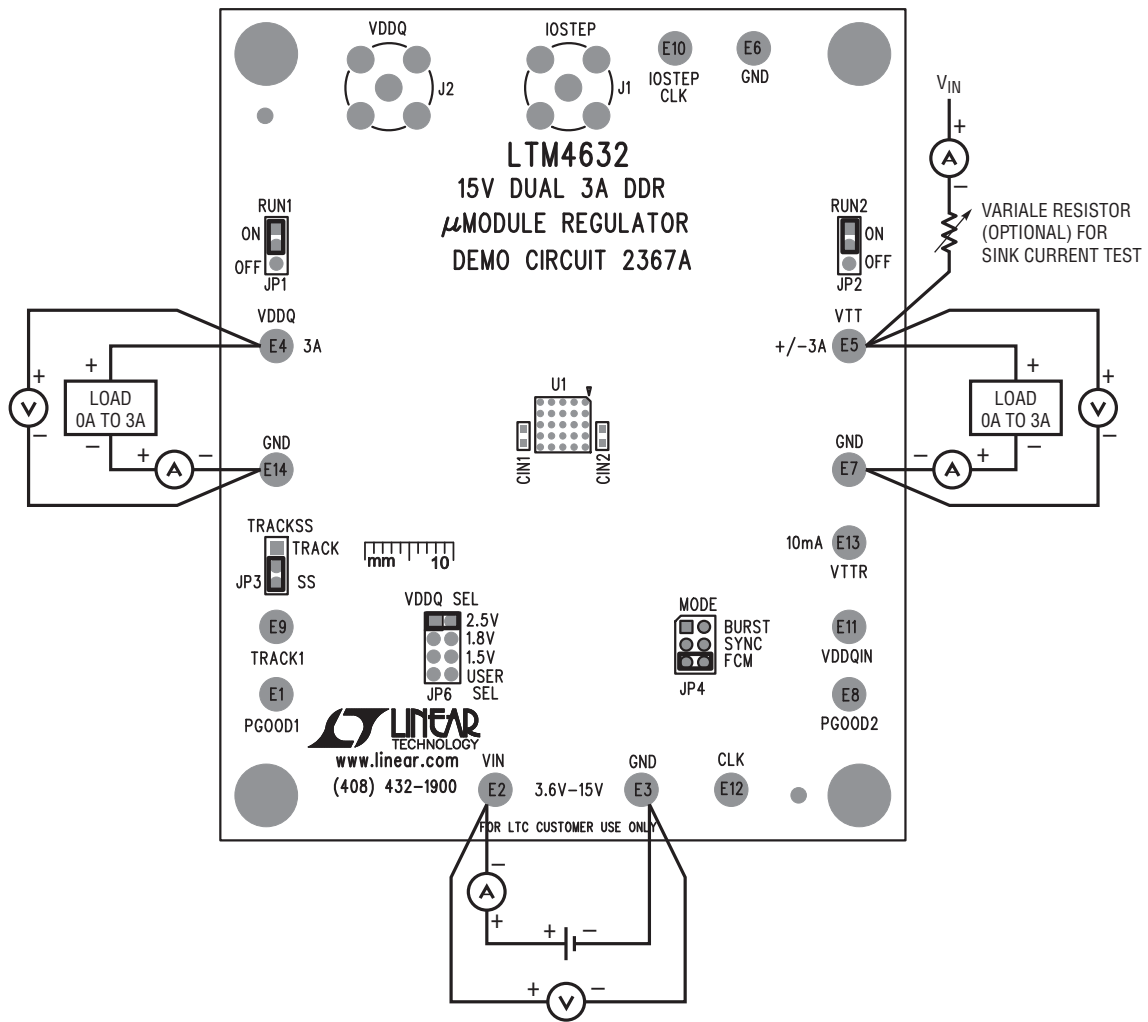 VDDQ
J2
IOSTEP
J1
E10
IOSTEP
CLK
E6
GND
VIN
+
A
−
VARIALE RESISTOR
(OPTIONAL) FOR
SINK CURRENT TEST
LTM4632
15V DUAL 3A DDR
µMODULE REGULATOR
DEMO CIRCUIT 2367A
RUN1
ON
OFF
JP1
RUN2
ON
OFF
JP2
VDDQ
E4 3A
+
V
−
+
LOAD
0A TO 3A
−
+ A −
GND
E14
VTT
+/-3A E5
+
LOAD
0A TO 3A
−
− A +
+
V
−
GND
E7
U1
CIN1
CIN2
TRACKSS
TRACK
JP3 SS
mm 10
10mA E13
VTTR
E9
TRACK1
VDDQ SEL
2.5V
1.8V
1.5V
USER
JP6 SEL
MODE
BURST
SYNC
FCM
JP4
E11
VDDQIN
E1
PGOOD1
E8
PGOOD2
LINEAR
TECHNOLOGY
www.linear.com
(408) 432-1900
VIN
E2
3.6V-15V
GND
E3
CLK
E12
FOR LTC CUSTOMER USE ONLY
−
A
+
+ −
+ V −